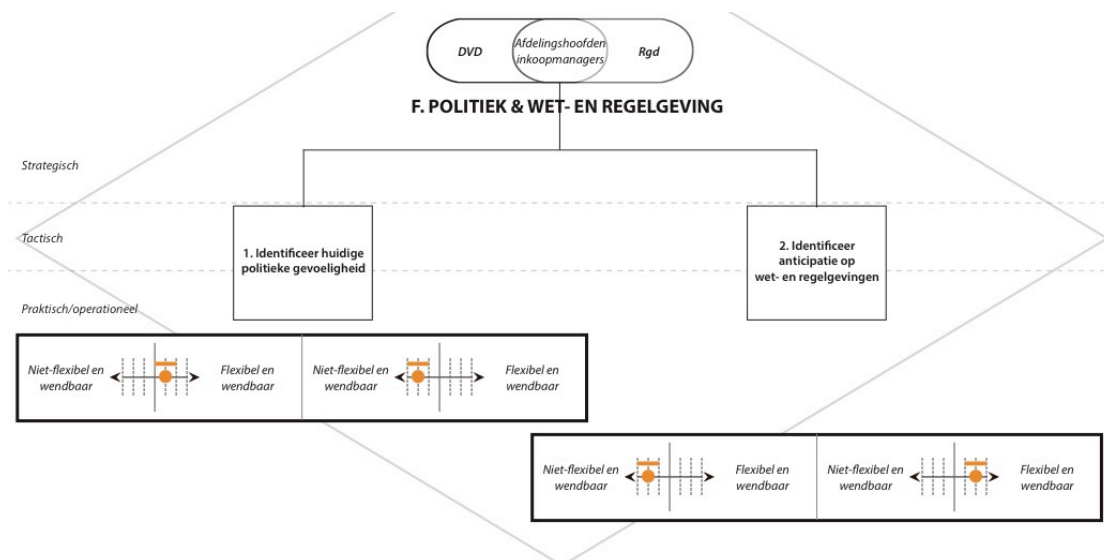 DVD
Afdelingshoofden
inkoopmanagers
Rgd
F. POLITIEK & WET- EN REGELGEVING
Strategisch
Tactisch
1. Identificeer huidige
politieke gevoeligheid
2. Identificeer
anticipatie op
wet- en regelgevingen
Praktisch/operationeel
Niet-flexibel en
wendbaar
Flexibel en
wendbaar
Niet-flexibel en
wendbaar
Flexibel en
wendbaar
Niet-flexibel en
wendbaar
Flexibel en
wendbaar
Niet-flexibel en
wendbaar
Flexibel en
wendbaar